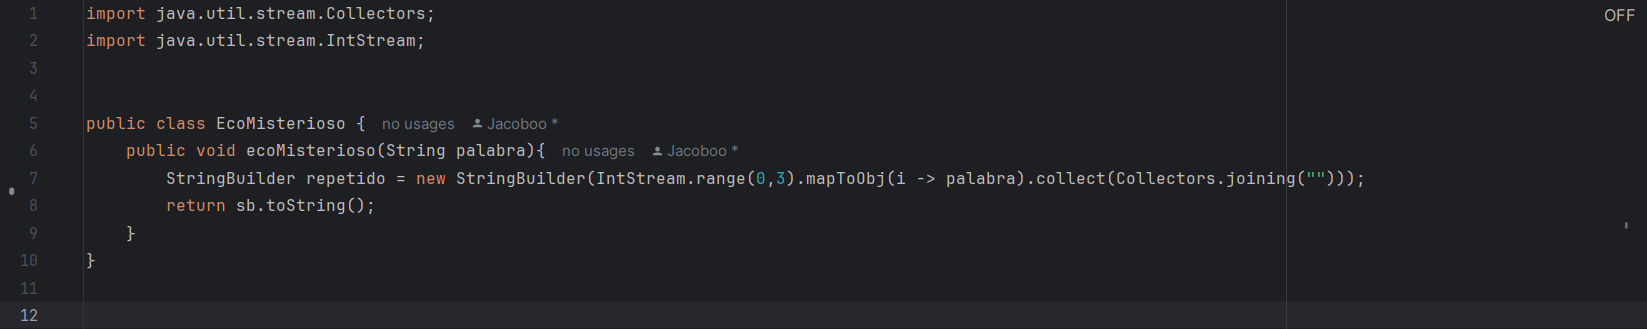 1 import java.util.stream.Collectors;
OFF
2 import java.util.stream.IntStream;
3
4
5 public class EcoMisterioso { no usages Jacoboo *
6 public void ecoMisterioso(String palabra){ no usages Jacoboo *
7 StringBuilder repetido = new StringBuilder(IntStream.range(0,3).mapToObj(i -> palabra).collect(Collectors.joining("")));
8 return sb.toString();
9 }
10 }
11
12